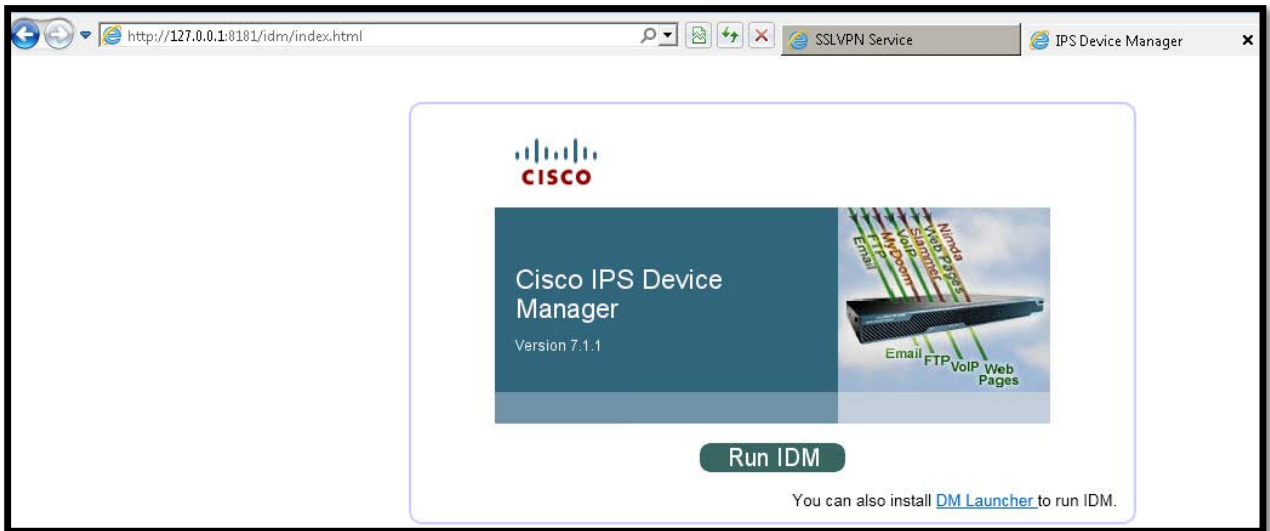 http://127.0.0.1:8181/idm/index.html
SSLVPN Service
IPS Device Manager
CISCO
Cisco IPS Device
Manager
Version 7.1.1
Email
FTP
MyDoom
VoIP
Slammer
Web Pages
Nimda
Email
FTP
VoIP
Web
Pages
Run IDM
You can also install DM Launcher to run IDM.